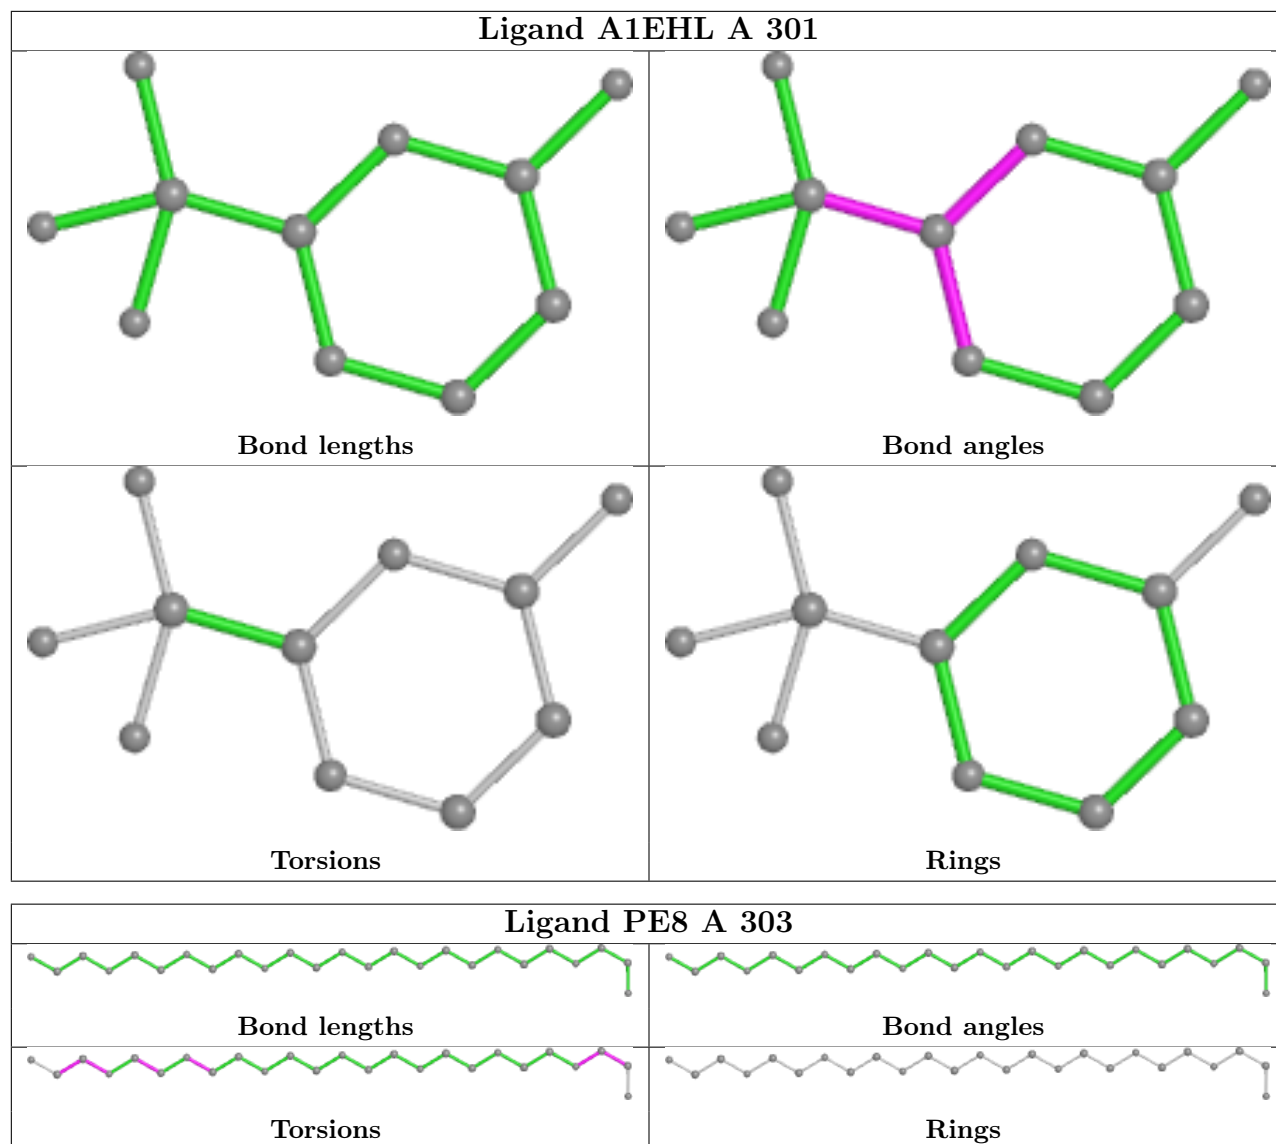 Ligand A1EHL A 301
Bond lengths
Bond angles
Torsions
Rings
Ligand PE8 A 303
Bond lengths
Bond angles
Torsions
Rings